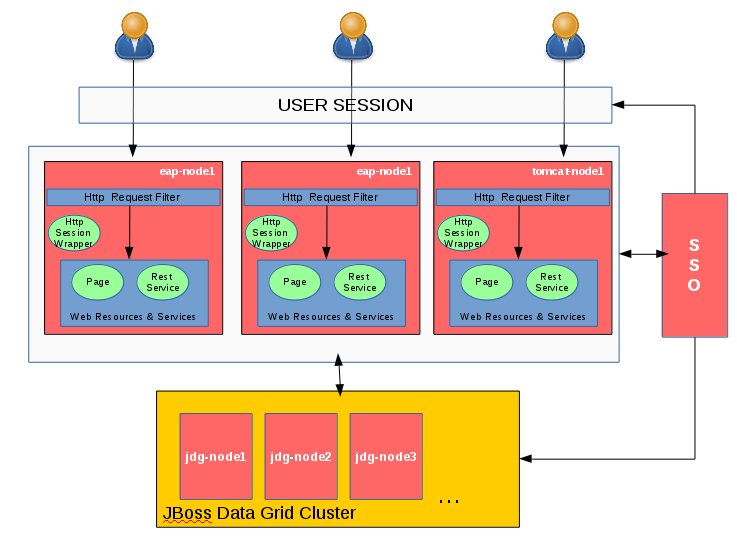 USER SESSION
eap-node1
eap-node1
tomcat-node1
Http Request Filter
Http Request Filter
Http Request Filter
Http
Session
Wrapper
Http
Session
Wrapper
Http
Session
Wrapper
Page
Rest
Service
Page
Rest
Service
Page
Rest
Service
Web Resources & Services
Web Resources & Services
Web Resources & Services
S
S
O
jdg-node1
jdg-node2
jdg-node3
...
JBoss Data Grid Cluster